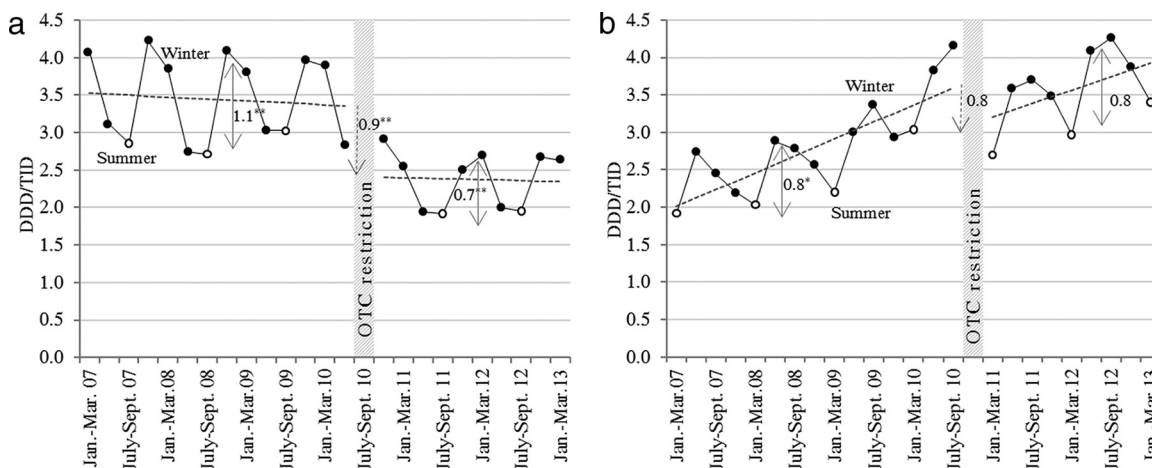 a
DDD/TID
4.5
4.0
3.5
3.0
2.5
2.0
1.5
1.0
0.5
0.0
Winter
Summer
1.1**
0.9**
0.7**
OTC restriction
Jan.-Mar. 07
July-Sept. 07
Jan.-Mar.08
July-Sept. 08
Jan.-Mar.09
July-Sept. 09
Jan.-Mar. 10
July-Sept. 10
Jan.-Mar.11
July-Sept. 11
Jan.-Mar. 12
July-Sept. 12
Jan.-Mar. 13
b
DDD/TID
4.5
4.0
3.5
3.0
2.5
2.0
1.5
1.0
0.5
0.0
Winter
Summer
0.8*
0.8
0.8
OTC restriction
Jan.-Mar.07
July-Sept. 07
Jan.-Mar. 08
July-Sept. 08
Jan.-Mar. 09
July-Sept. 09
Jan.-Mar. 10
July-Sept. 10
Jan.-Mar. 11
July-Sept. 11
Jan.-Mar. 12
July-Sept. 12
Jan.-Mar. 13